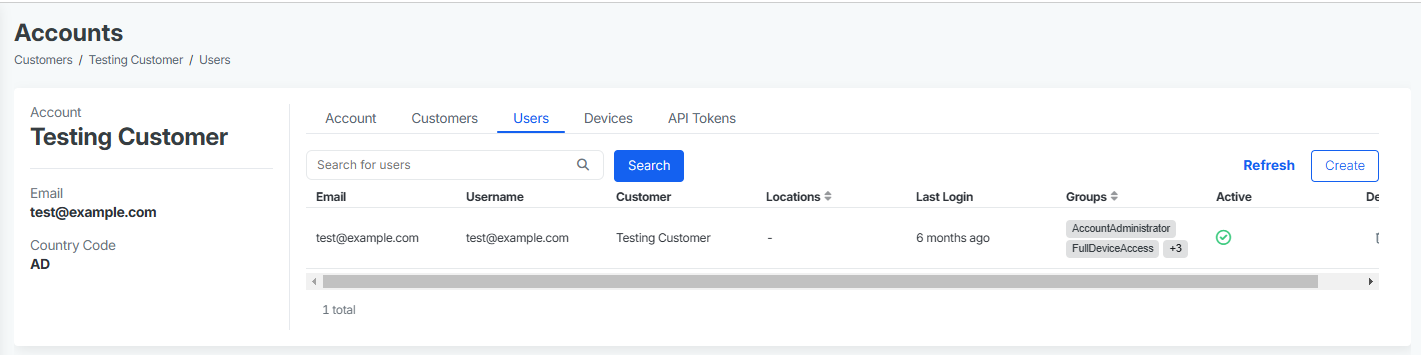 Accounts
Customers / Testing Customer / Users
Account
Testing Customer
Email
test@example.com
Country Code
AD
Account Customers Users Devices API Tokens
Search for users Search Refresh Create
Email Username Customer Locations Last Login Groups Active De
test@example.com test@example.com Testing Customer - 6 months ago AccountAdministrator
FullDeviceAccess +3
1 total